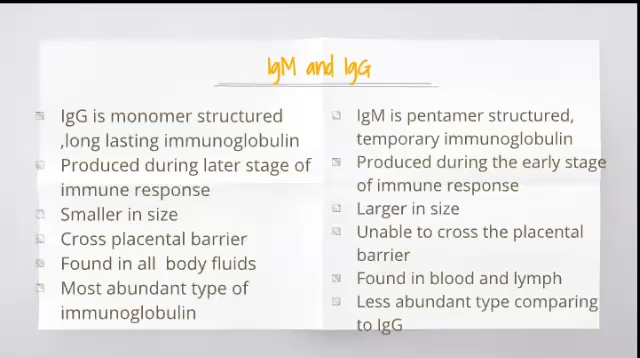 IgM and IgG
IgG is monomer structured
,long lasting immunoglobulin
Produced during later stage of
immune response
Smaller in size
Cross placental barrier
Found in all body fluids
Most abundant type of
immunoglobulin
IgM is pentamer structured,
temporary immunoglobulin
Produced during the early stage
of immune response
Larger in size
Unable to cross the placental
barrier
Found in blood and lymph
Less abundant type comparing
to IgG